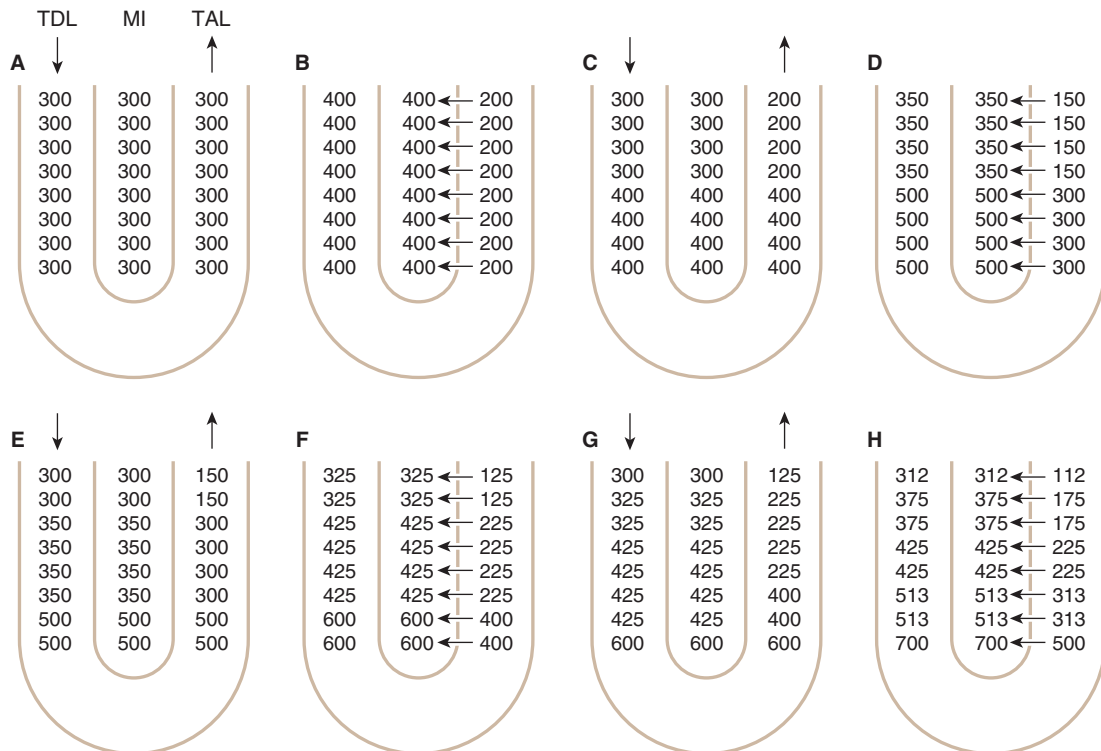 TDL MI TAL
A B C D
300 300 300 400 400 200 300 300 200 350 350 150
300 300 300 400 400 200 300 300 200 350 350 150
300 300 300 400 400 200 300 300 200 350 350 150
300 300 300 400 400 200 300 300 200 350 350 150
300 300 300 400 400 200 400 400 400 500 500 300
300 300 300 400 400 200 400 400 400 500 500 300
300 300 300 400 400 200 400 400 400 500 500 300
300 300 300 400 400 200 400 400 400 500 500 300
E F G H
300 300 150 325 325 125 300 300 125 312 312 112
300 300 150 325 325 125 325 325 225 375 375 175
350 350 300 425 425 225 325 325 225 375 375 175
350 350 300 425 425 225 425 425 225 425 425 225
350 350 300 425 425 225 425 425 225 425 425 225
350 350 300 425 425 225 425 425 400 513 513 313
500 500 500 600 600 400 425 425 400 513 513 313
500 500 500 600 600 400 600 600 600 700 700 500